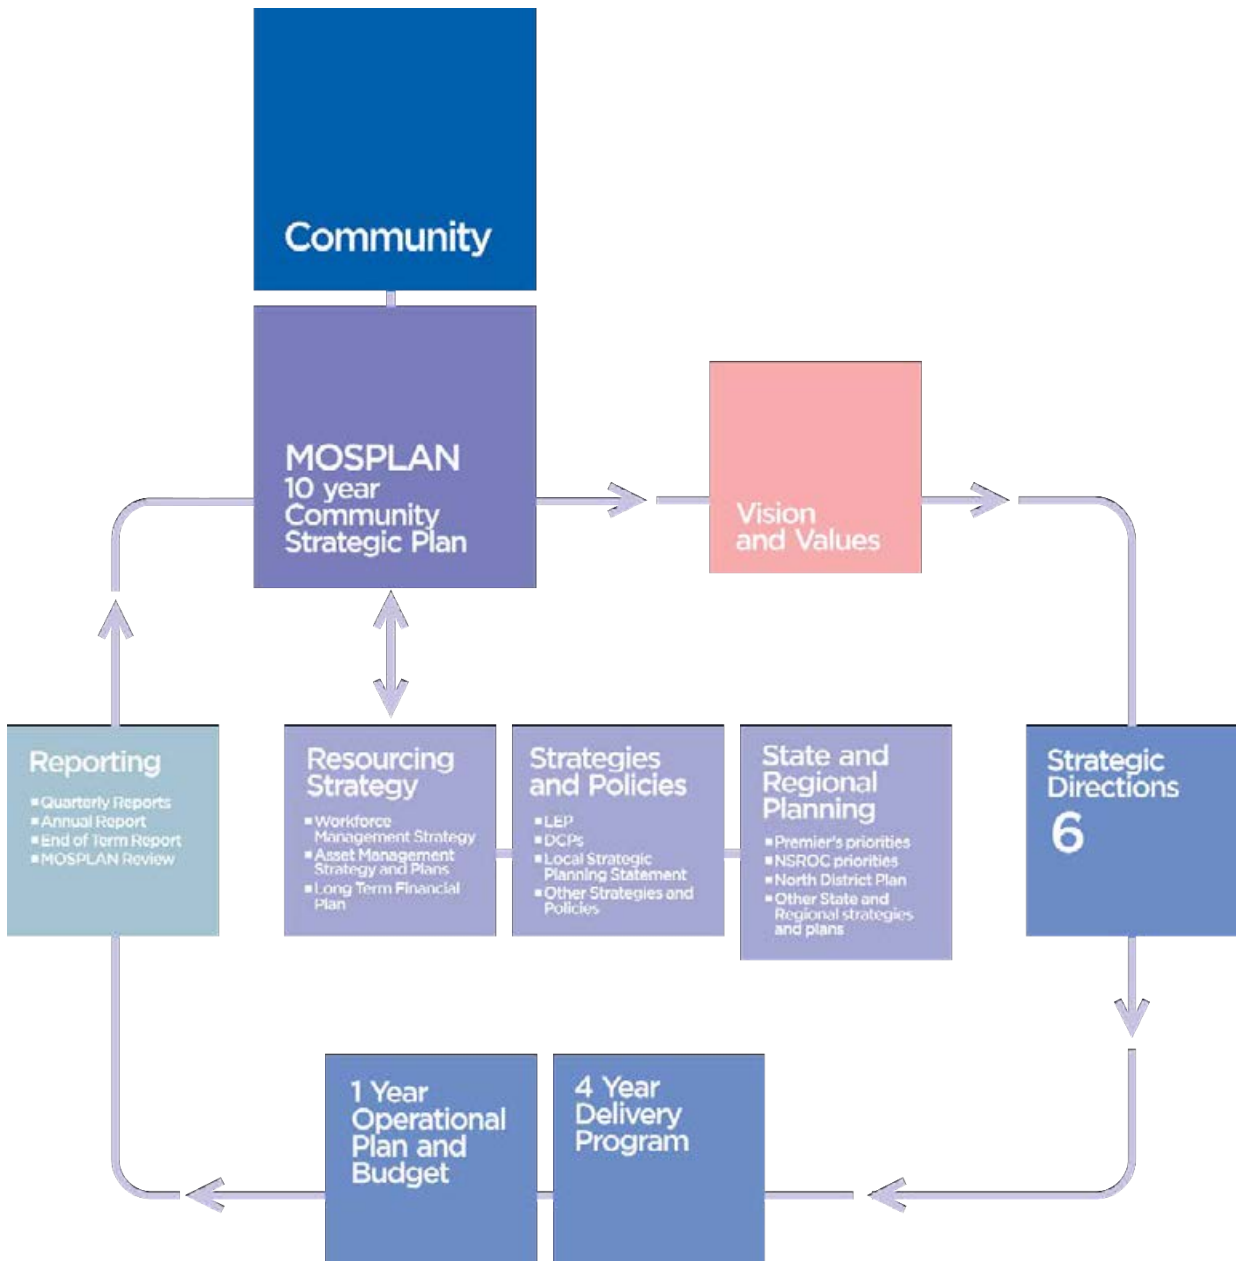 Community
MOSPLAN
10 year
Community
Strategic Plan
Vision
and Values
Reporting
▪ Quarterly Reports
▪ Annual Report
▪ End of Term Report
▪ MOSPLAN Review
Resourcing
Strategy
▪ Workforce
Management Strategy
▪ Asset Management
Strategy and Plans
▪ Long Term Financial
Plan
Strategies
and Policies
▪ LEP
▪ DCPs
▪ Local Strategic
Planning Statement
▪ Other Strategies and
Policies
State and
Regional
Planning
▪ Premier's priorities
▪ NSROC priorities
▪ North District Plan
▪ Other State and
Regional strategies
and plans
Strategic
Directions
6
1 Year
Operational
Plan and
Budget
4 Year
Delivery
Program